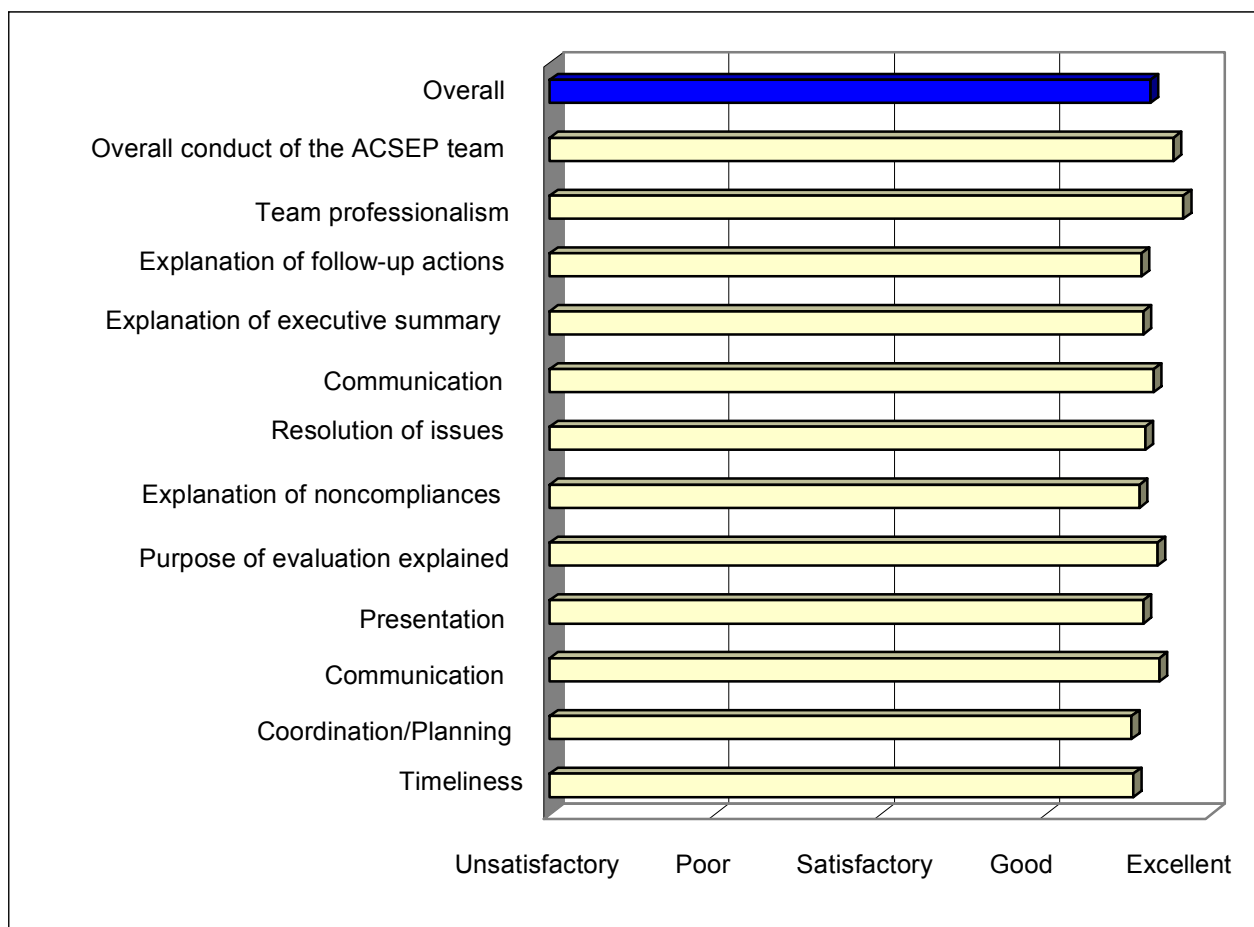 Overall
Overall conduct of the ACSEP team
Team professionalism
Explanation of follow-up actions
Explanation of executive summary
Communication
Resolution of issues
Explanation of noncompliances
Purpose of evaluation explained
Presentation
Communication
Coordination/Planning
Timeliness
Unsatisfactory Poor Satisfactory Good Excellent